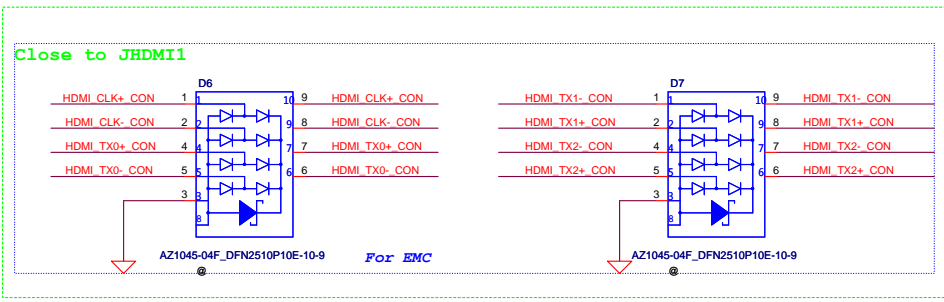 Close to JHDMI1
D6
D7
HDMI_CLK+_CON 1 1 10 9 HDMI_CLK+_CON
HDMI_TX1-_CON 1 1 10 9 HDMI_TX1-_CON
HDMI_CLK-_CON 2 2 9 8 HDMI_CLK-_CON
HDMI_TX1+_CON 2 2 9 8 HDMI_TX1+_CON
HDMI_TX0+_CON 4 4 7 7 HDMI_TX0+_CON
HDMI_TX2-_CON 4 4 7 7 HDMI_TX2-_CON
HDMI_TX0-_CON 5 5 6 6 HDMI_TX0-_CON
HDMI_TX2+_CON 5 5 6 6 HDMI_TX2+_CON
3 3
3 3
8
8
AZ1045-04F_DFN2510P10E-10-9
For EMC
AZ1045-04F_DFN2510P10E-10-9
@
@